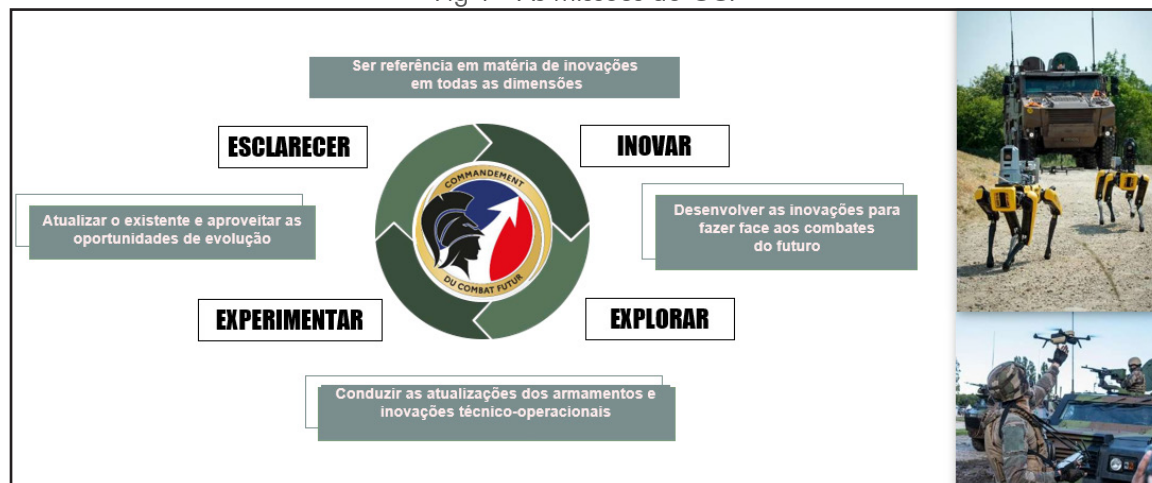 Ser referência em matéria de inovações
em todas as dimensões
ESCLARECER
INOVAR
COMMANDEMENT
DU COMBAT FUTUR
Atualizar o existente e aproveitar as
oportunidades de evolução
Desenvolver as inovações para
fazer face aos combates
do futuro
EXPERIMENTAR
EXPLORAR
Conduzir as atualizações dos armamentos e
inovações técnico-operacionais